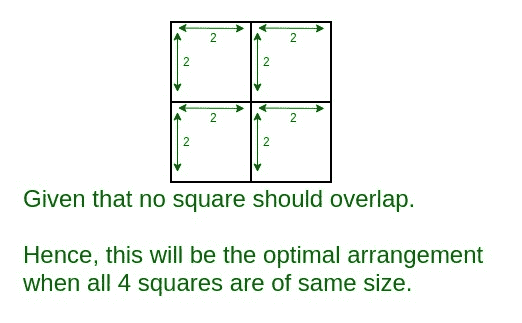 2 2
2 2
2 2
2 2
Given that no square should overlap.
Hence, this will be the optimal arrangement
when all 4 squares are of same size.